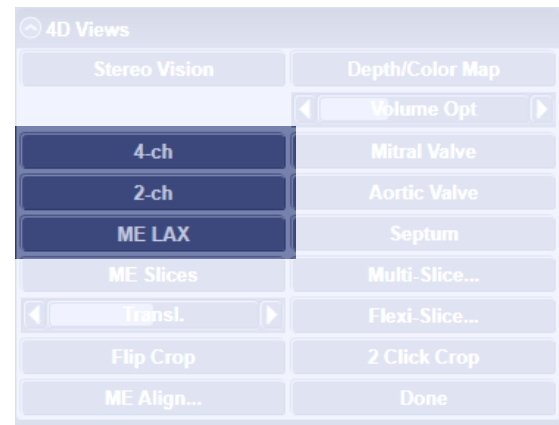 4D Views
Stereo Vision Depth/Color Map
Volume Opt
4-ch Mitral Valve
2-ch Aortic Valve
ME LAX Septum
ME Slices Multi-Slice...
Transl. Flexi-Slice...
Flip Crop 2 Click Crop
ME Align... Done